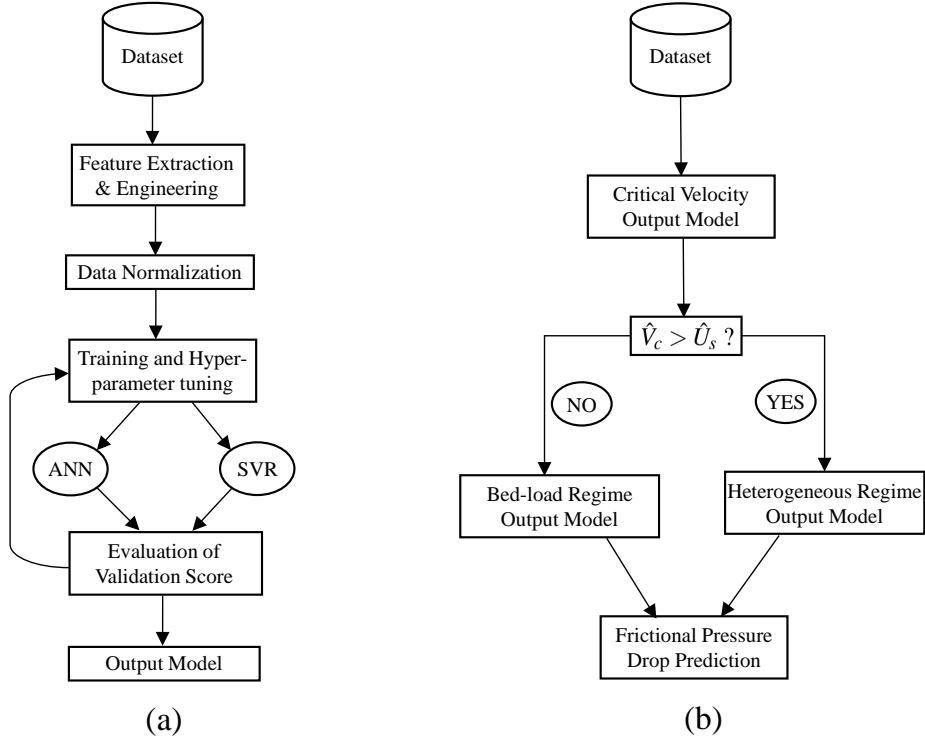 Dataset
Feature Extraction
& Engineering
Data Normalization
Training and Hyper-
parameter tuning
ANN
SVR
Evaluation of
Validation Score
Output Model
(a)
Dataset
Critical Velocity
Output Model
V̂c > Ûs ?
NO
YES
Bed-load Regime
Output Model
Heterogeneous Regime
Output Model
Frictional Pressure
Drop Prediction
(b)